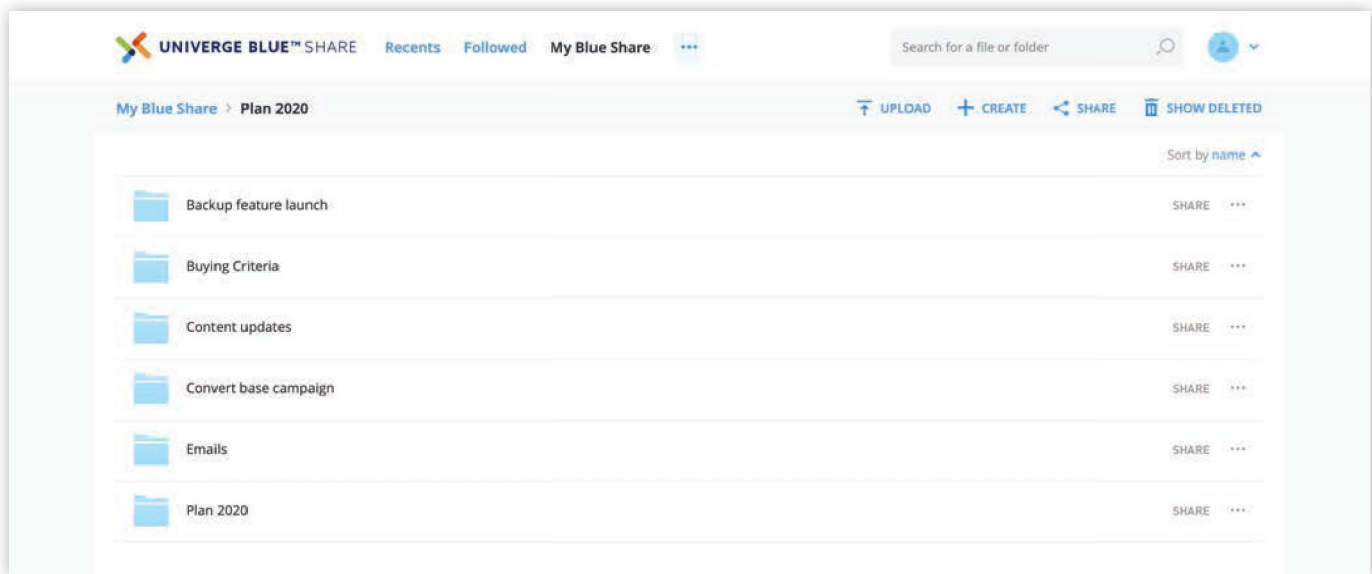 UNIVERGE BLUE™ SHARE Recents Followed My Blue Share ••• Search for a file or folder
My Blue Share > Plan 2020 UPLOAD CREATE SHARE SHOW DELETED
Sort by name
Backup feature launch SHARE •••
Buying Criteria SHARE •••
Content updates SHARE •••
Convert base campaign SHARE •••
Emails SHARE •••
Plan 2020 SHARE •••